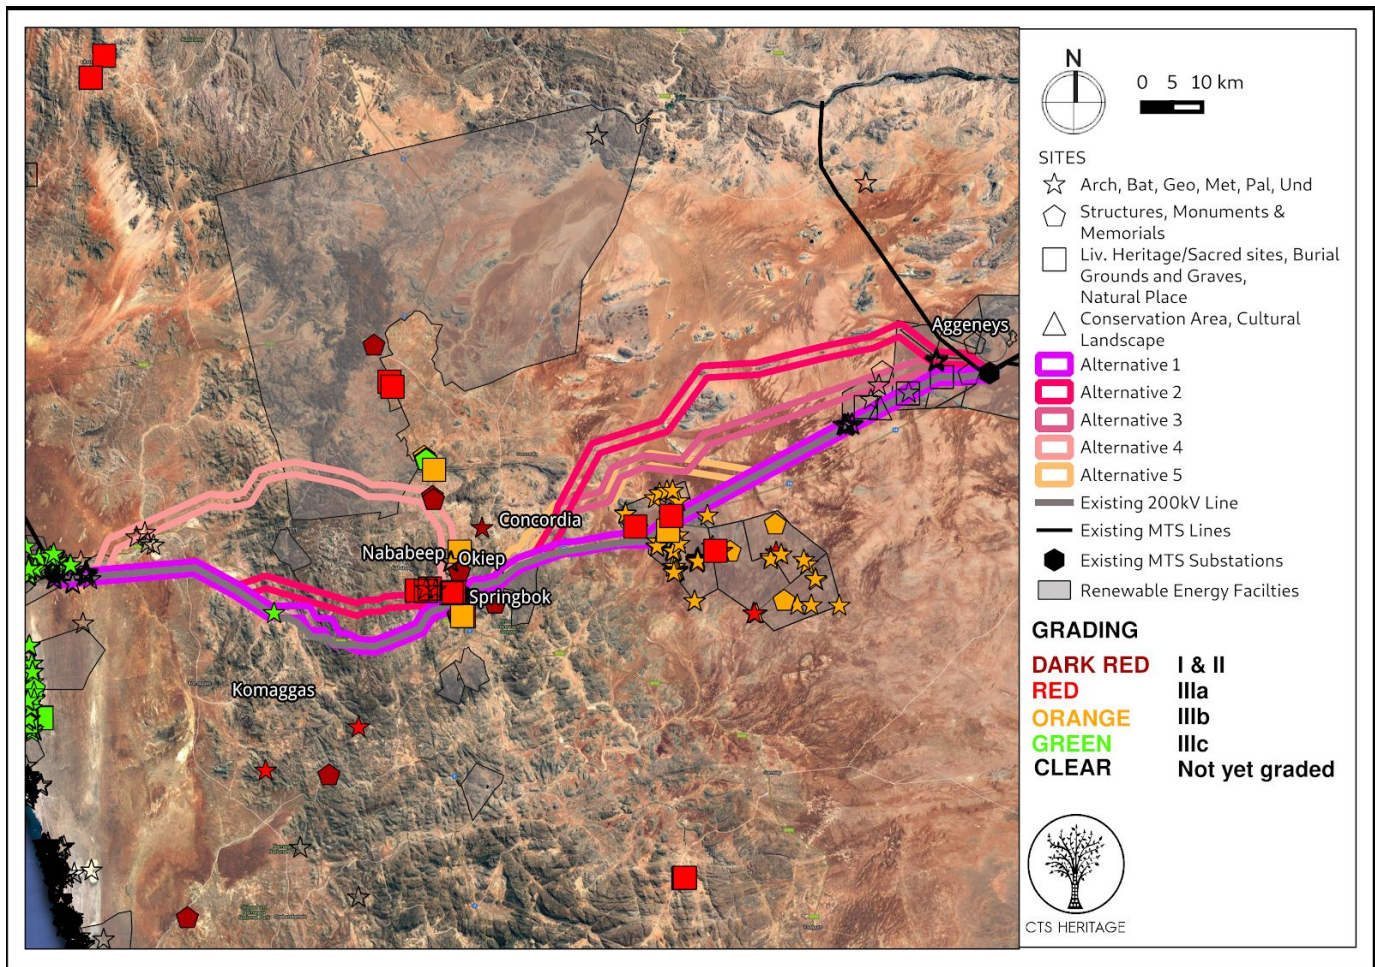 Aggeneys
Concordia
Nababeep
Okiep
Springbok
Komaggas
N
0 5 10 km
SITES
Arch, Bat, Geo, Met, Pal, Und
Structures, Monuments &
Memorials
Liv. Heritage/Sacred sites, Burial
Grounds and Graves,
Natural Place
Conservation Area, Cultural
Landscape
Alternative 1
Alternative 2
Alternative 3
Alternative 4
Alternative 5
Existing 200kV Line
Existing MTS Lines
Existing MTS Substations
Renewable Energy Facilties
GRADING
DARK RED I & II
RED IIIa
ORANGE IIIb
GREEN IIIc
CLEAR Not yet graded
CTS HERITAGE